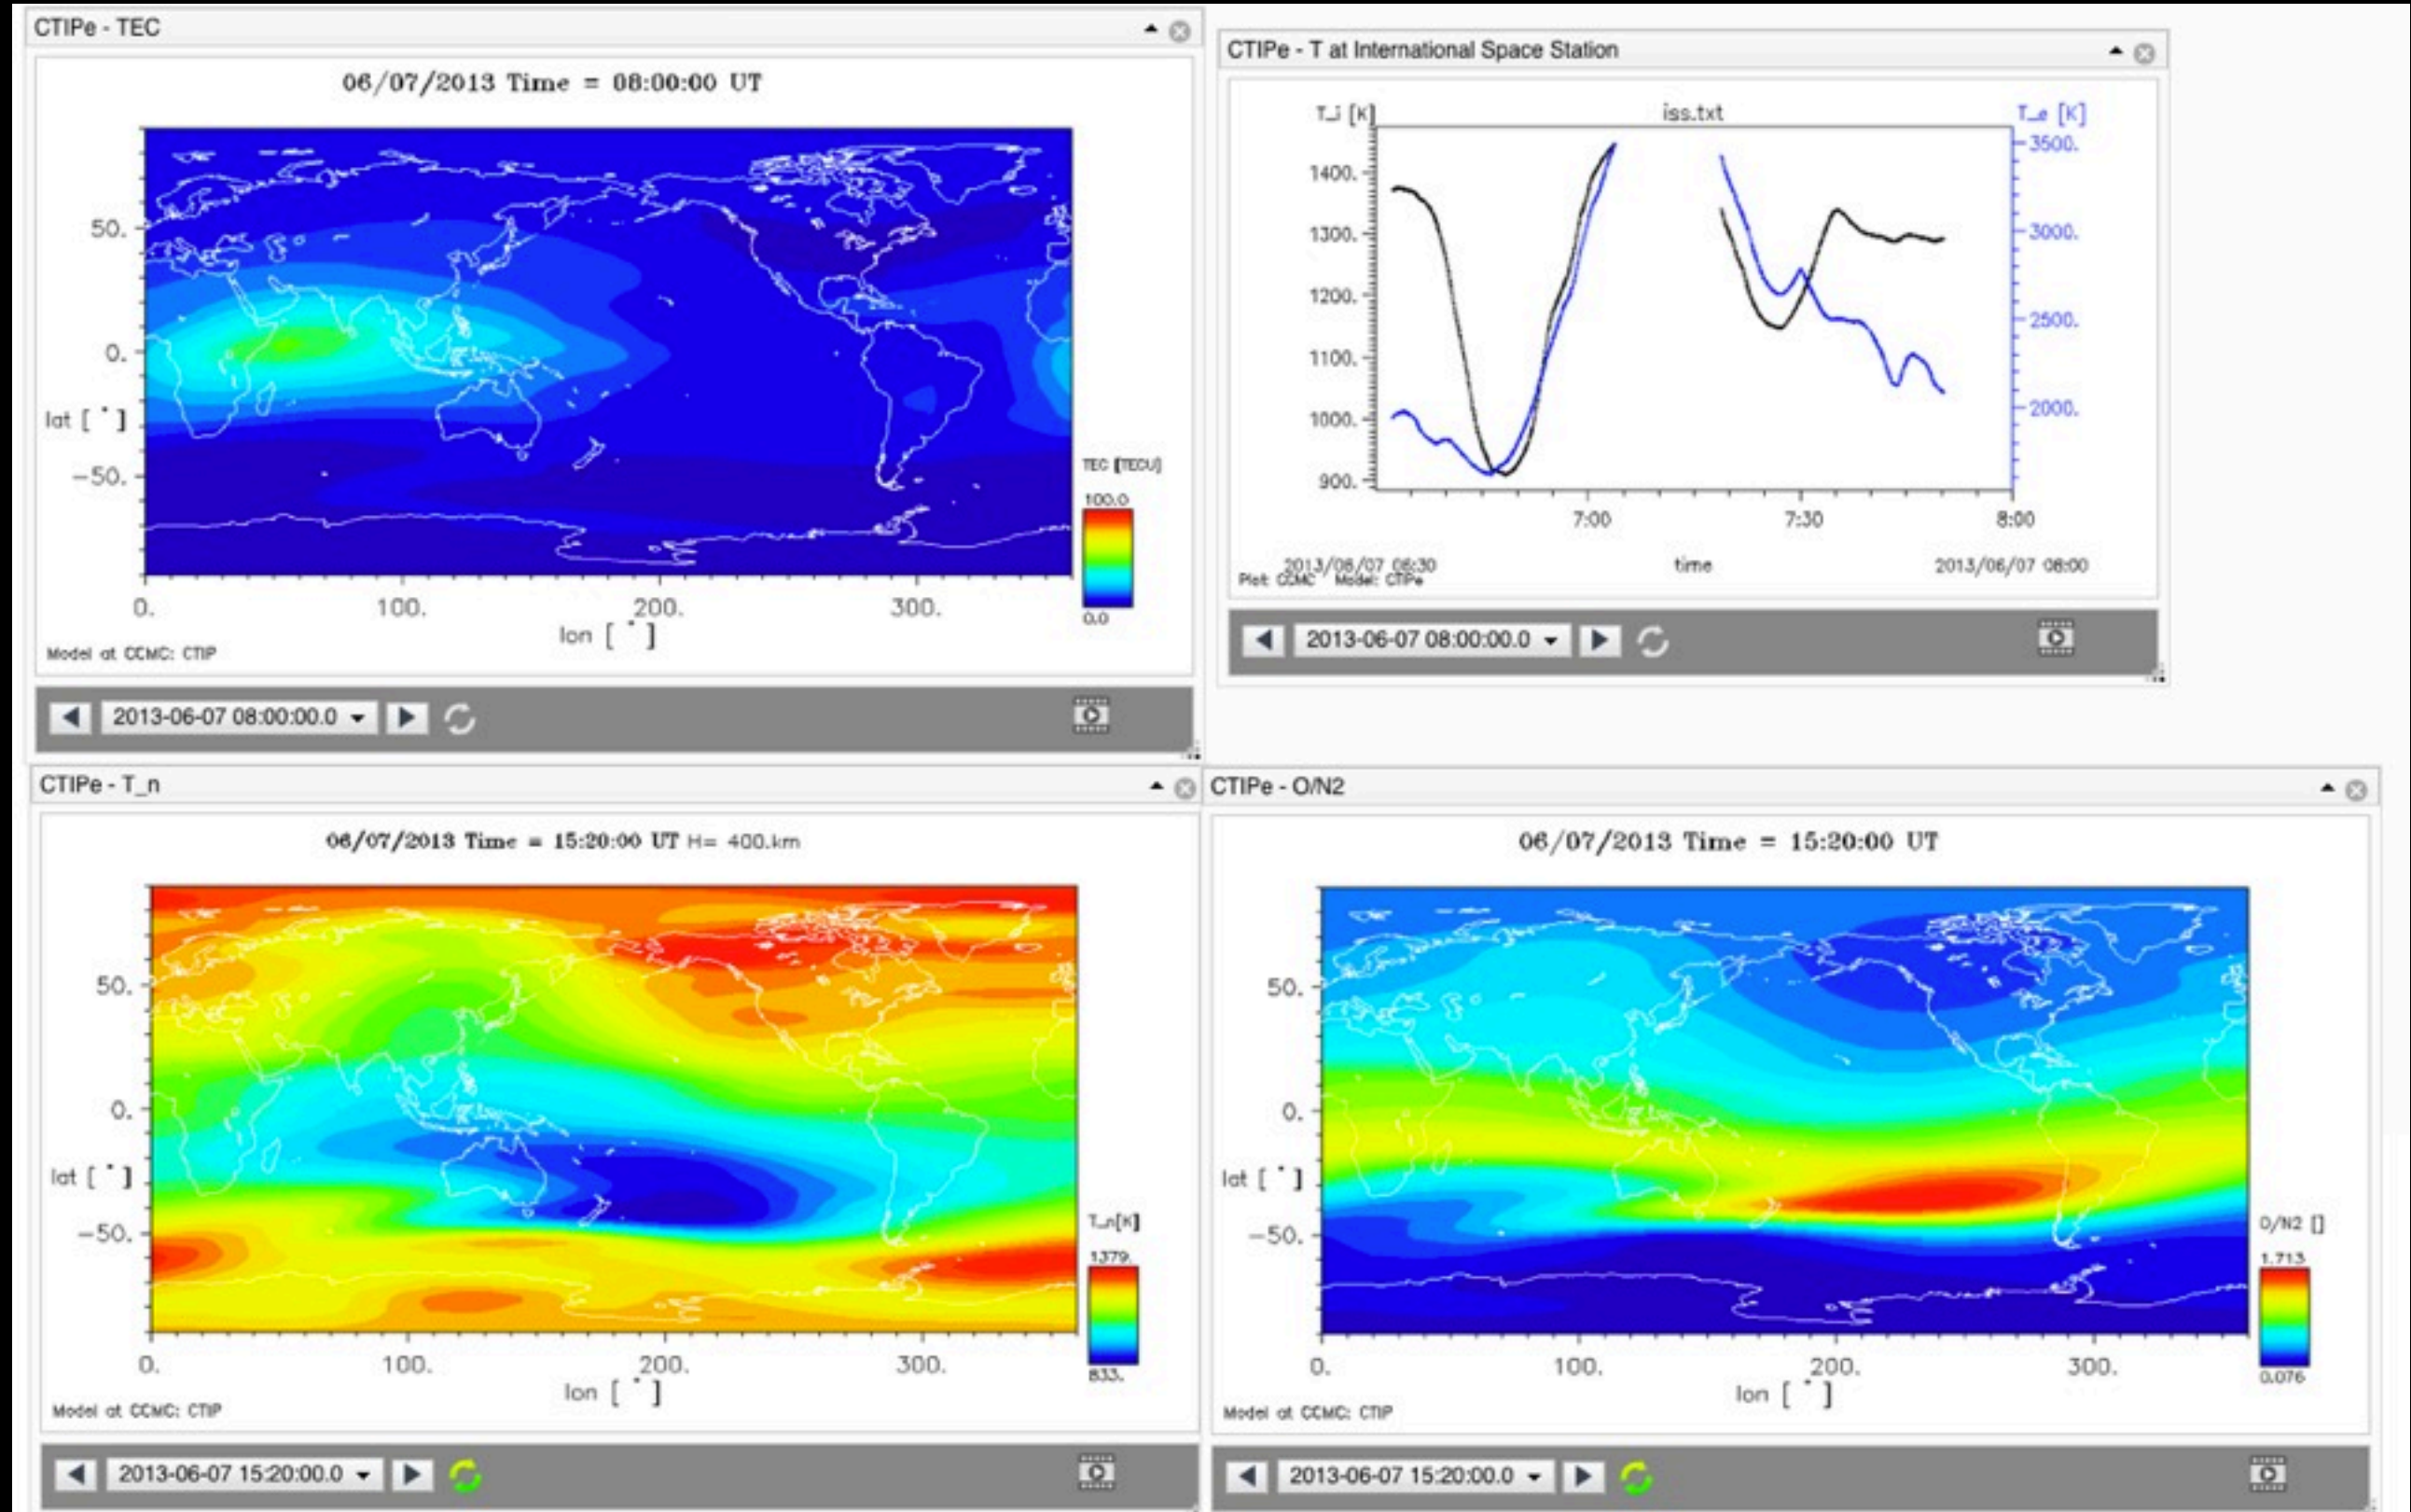 CTIPe - TEC
06/07/2013 Time = 08:00:00 UT
50.
0.
lat [ ° ]
−50.
TEC [TECU]
100.0
0.0
0.
100.
200.
300.
lon [ ° ]
Model at CCMC: CTIP
2013-06-07 08:00:00.0
CTIPe - T at International Space Station
T_i [K]
iss.txt
T_e [K]
1400.
1300.
1200.
1100.
1000.
900.
3500.
3000.
2500.
2000.
7:00
7:30
8:00
2013/06/07 06:30
time
2013/06/07 08:00
Plot: CCMC Model: CTIPe
2013-06-07 08:00:00.0
CTIPe - T_n
06/07/2013 Time = 15:20:00 UT H= 400.km
50.
0.
lat [ ° ]
−50.
T_n[K]
1379.
833.
0.
100.
200.
300.
lon [ ° ]
Model at CCMC: CTIP
2013-06-07 15:20:00.0
CTIPe - O/N2
06/07/2013 Time = 15:20:00 UT
50.
0.
lat [ ° ]
−50.
O/N2 []
1.713
0.076
0.
100.
200.
300.
lon [ ° ]
Model at CCMC: CTIP
2013-06-07 15:20:00.0